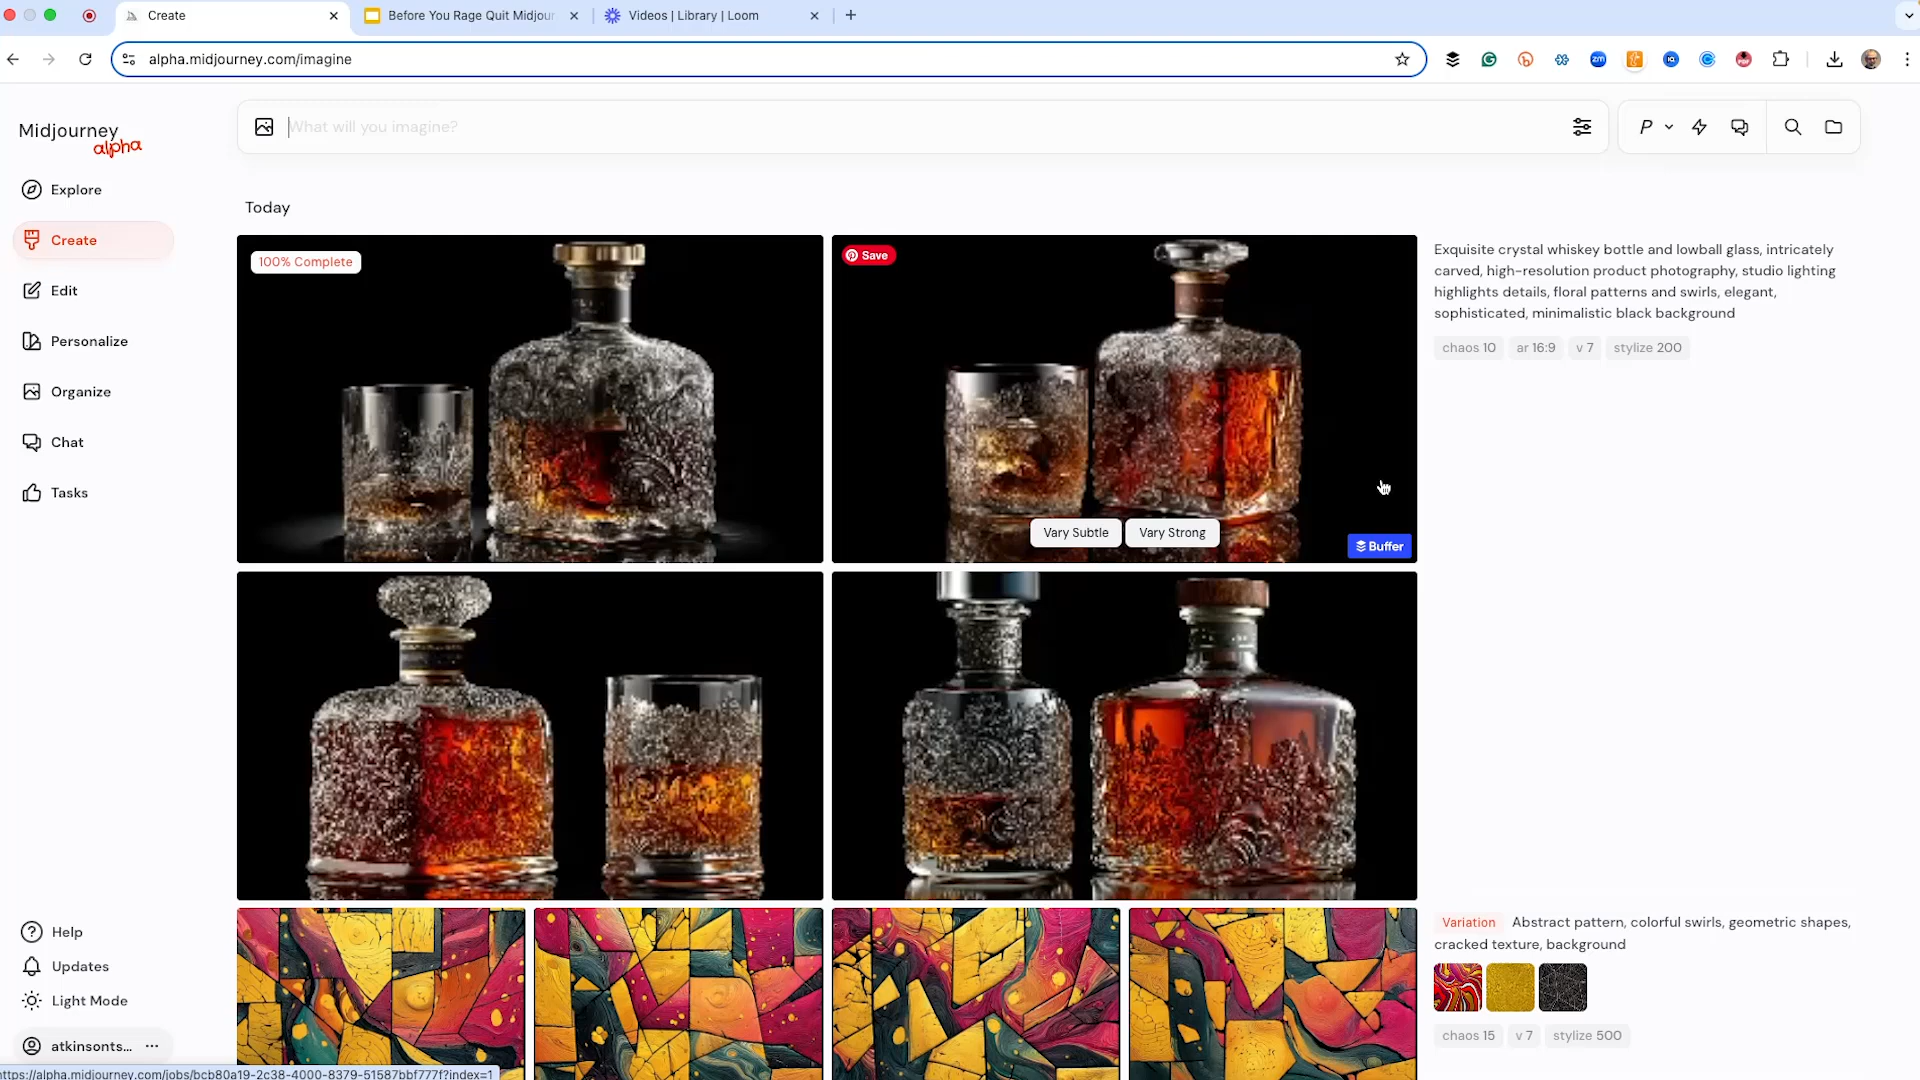 Create
Before You Rage Quit Midjour
Videos | Library | Loom
alpha.midjourney.com/imagine
Midjourney
alpha
What will you imagine?
P
Explore
Create
Edit
Personalize
Organize
Chat
Tasks
Today
100% Complete
Save
Vary Subtle
Vary Strong
Buffer
Exquisite crystal whiskey bottle and lowball glass, intricately
carved, high-resolution product photography, studio lighting
highlights details, floral patterns and swirls, elegant,
sophisticated, minimalistic black background
chaos 10 ar 16:9 v 7 stylize 200
Variation Abstract pattern, colorful swirls, geometric shapes,
cracked texture, background
chaos 15 v 7 stylize 500
Help
Updates
Light Mode
atkinsonts...
https://alpha.midjourney.com/jobs/bcb80a19-2c38-4000-8379-51587bbf777f?index=1